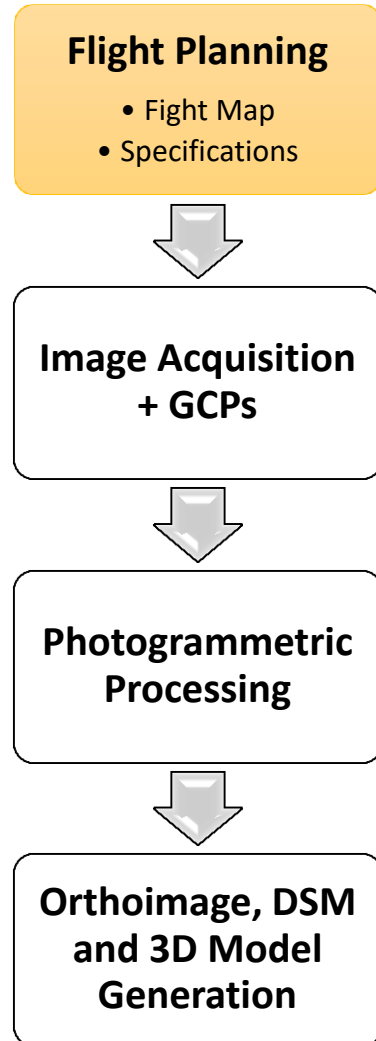 Flight Planning
• Fight Map
• Specifications
Image Acquisition
+ GCPs
Photogrammetric
Processing
Orthoimage, DSM
and 3D Model
Generation